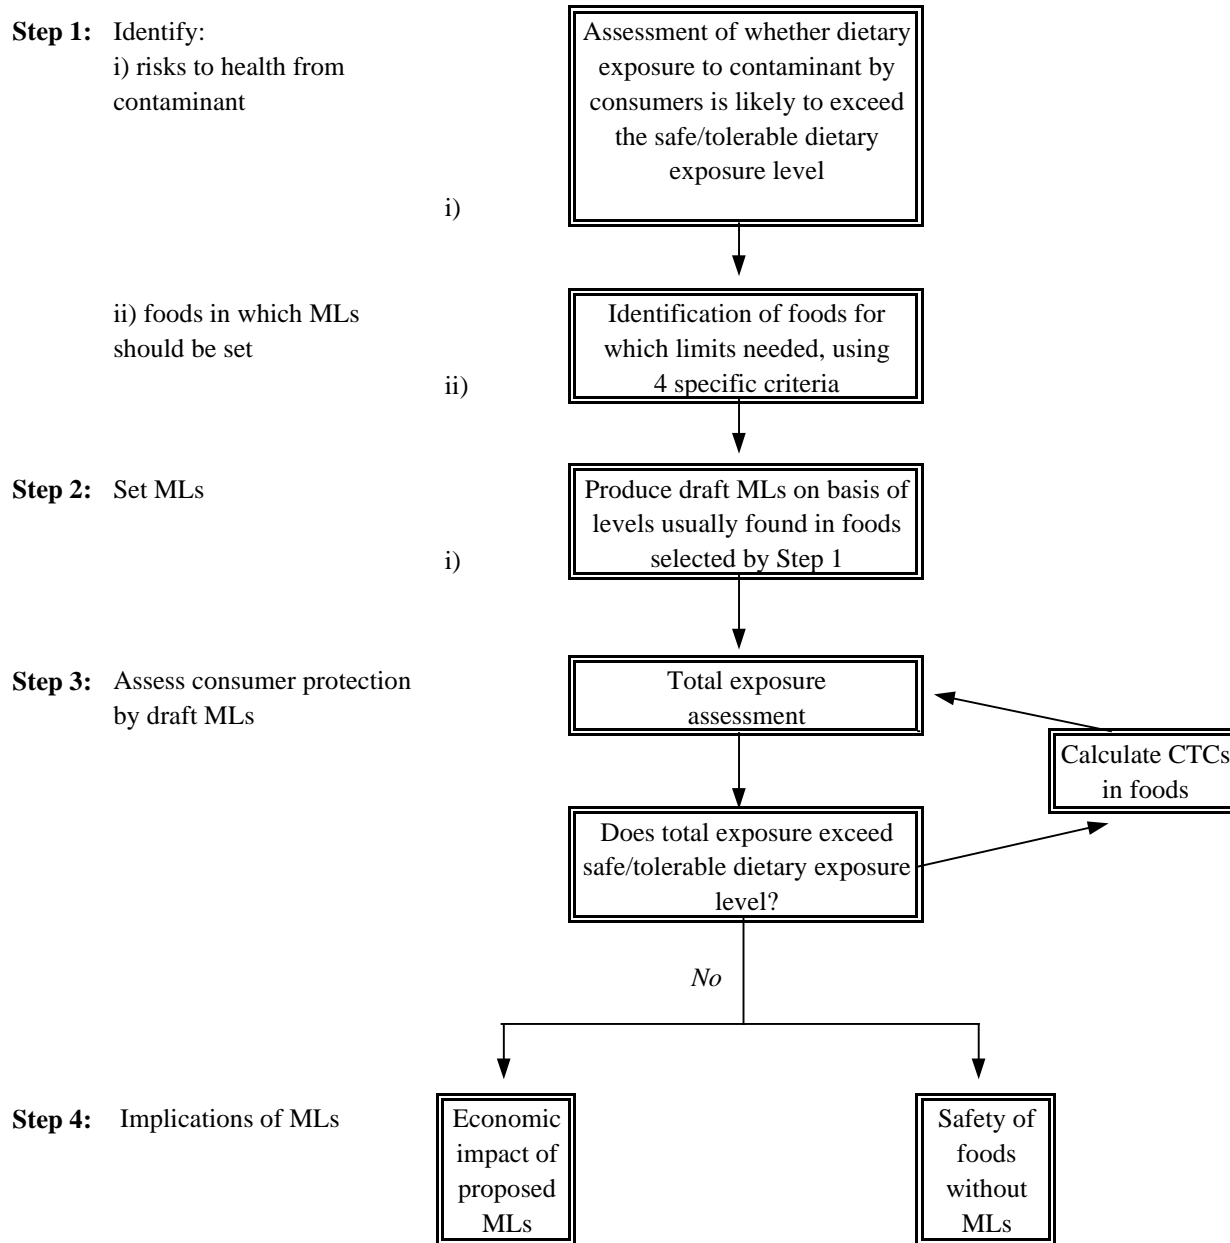 Step 1: Identify:
i) risks to health from
contaminant
i)
Assessment of whether dietary
exposure to contaminant by
consumers is likely to exceed
the safe/tolerable dietary
exposure level
ii) foods in which MLs
should be set
ii)
Identification of foods for
which limits needed, using
4 specific criteria
Step 2: Set MLs
i)
Produce draft MLs on basis of
levels usually found in foods
selected by Step 1
Step 3: Assess consumer protection
by draft MLs
Total exposure
assessment
Calculate CTCs
in foods
Does total exposure exceed
safe/tolerable dietary exposure
level?
No
Step 4: Implications of MLs
Economic
impact of
proposed
MLs
Safety of
foods
without
MLs